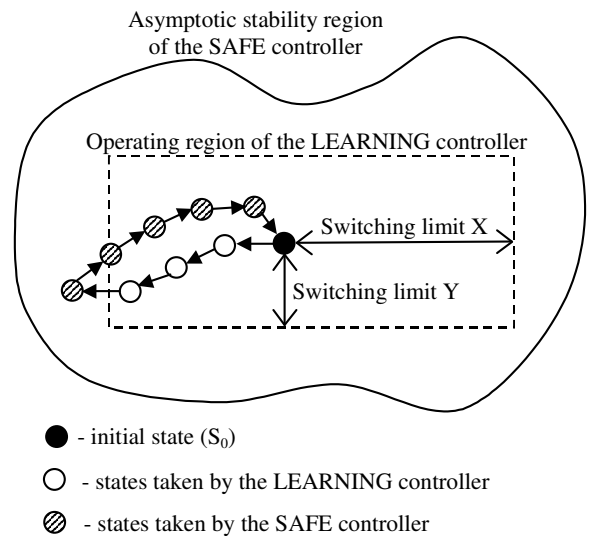 Asymptotic stability region
of the SAFE controller
Operating region of the LEARNING controller
Switching limit X
Switching limit Y
- initial state (S₀)
- states taken by the LEARNING controller
- states taken by the SAFE controller